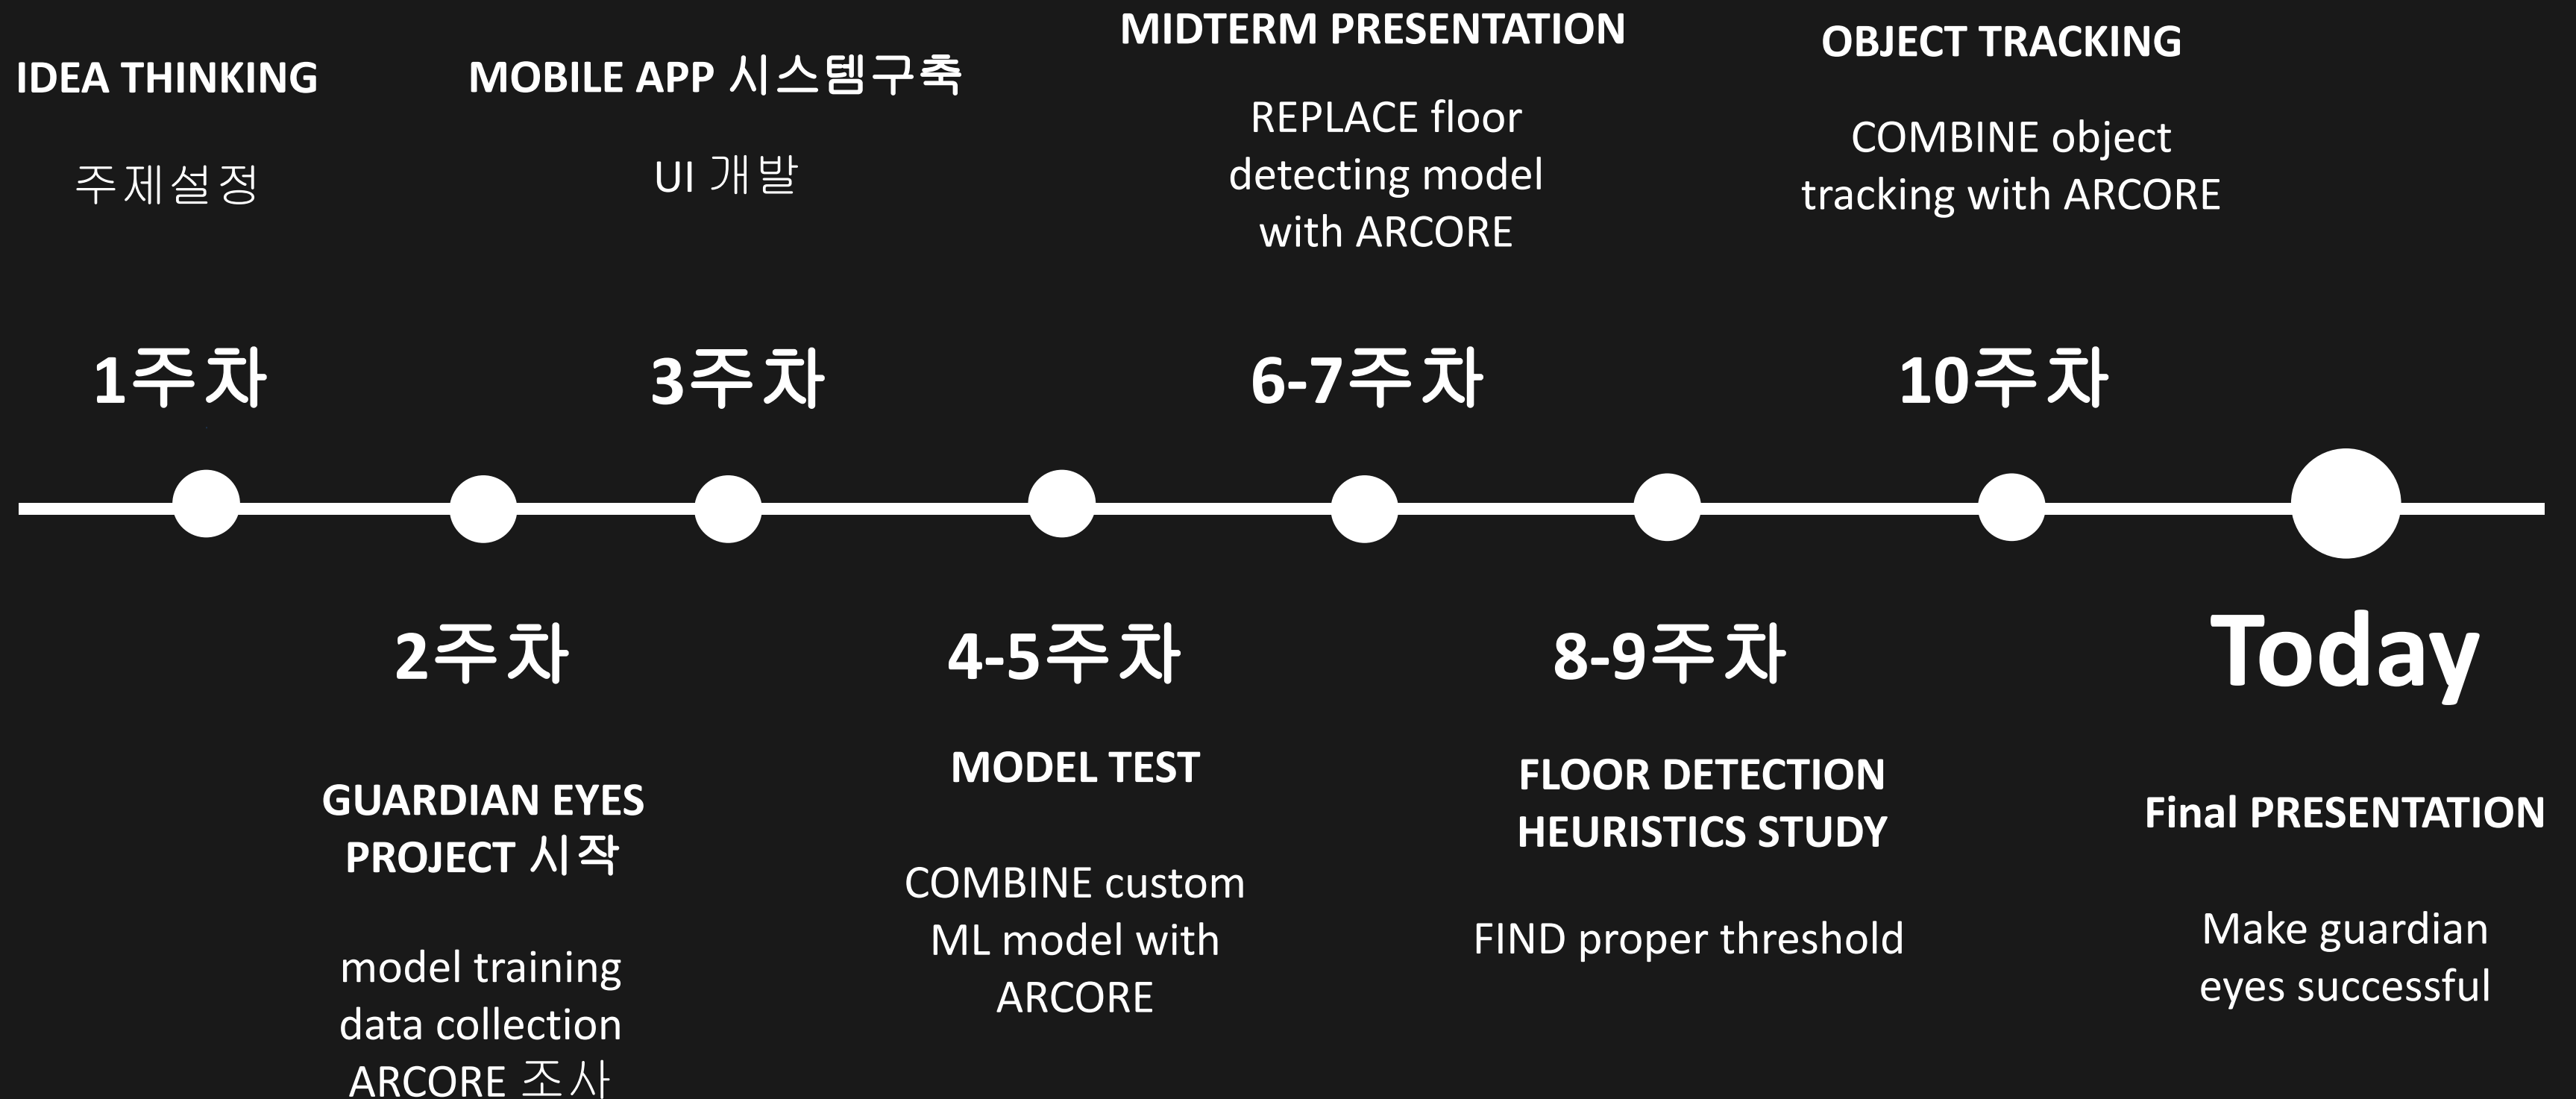 IDEA THINKING
주제설정
1주차
2주차
GUARDIAN EYES
PROJECT 시작
model training
data collection
ARCORE 조사
MOBILE APP 시스템구축
UI 개발
3주차
4-5주차
MODEL TEST
COMBINE custom
ML model with
ARCORE
MIDTERM PRESENTATION
REPLACE floor
detecting model
with ARCORE
6-7주차
8-9주차
FLOOR DETECTION
HEURISTICS STUDY
FIND proper threshold
OBJECT TRACKING
COMBINE object
tracking with ARCORE
10주차
Today
Final PRESENTATION
Make guardian
eyes successful